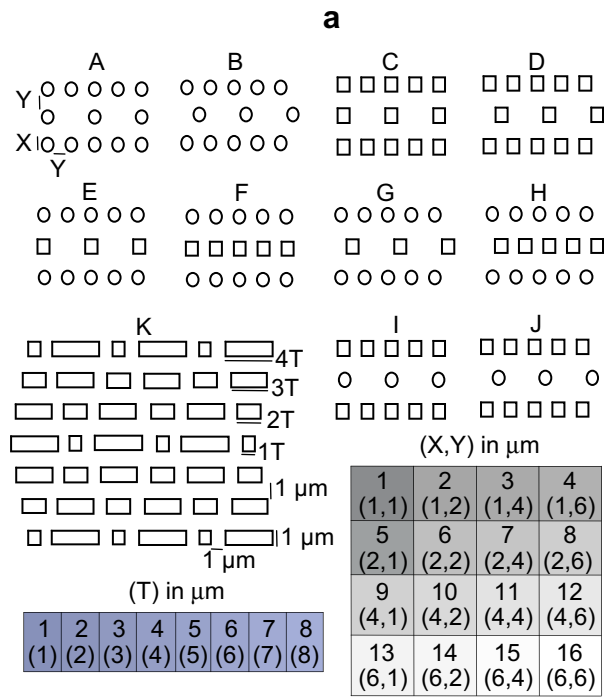 a
A B C D
Y
X
Y
E F G H
K I J
4T
3T
2T
1T
1 μm
1 μm
1 μm
(X,Y) in μm
1 2 3 4
(1,1) (1,2) (1,4) (1,6)
5 6 7 8
(2,1) (2,2) (2,4) (2,6)
9 10 11 12
(4,1) (4,2) (4,4) (4,6)
13 14 15 16
(6,1) (6,2) (6,4) (6,6)
(T) in μm
1 2 3 4 5 6 7 8
(1) (2) (3) (4) (5) (6) (7) (8)